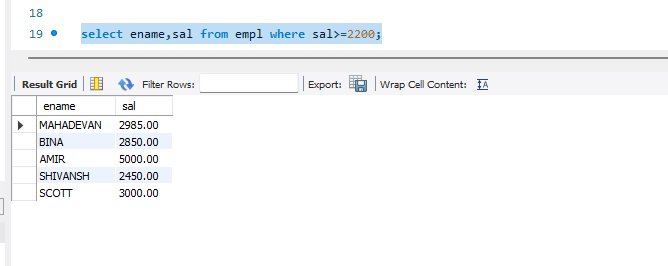 18
19 select ename,sal from empl where sal>=2200;
Result Grid Filter Rows: Export: Wrap Cell Content: IA
ename sal
MAHADEVAN 2985.00
BINA 2850.00
AMIR 5000.00
SHIVANSH 2450.00
SCOTT 3000.00